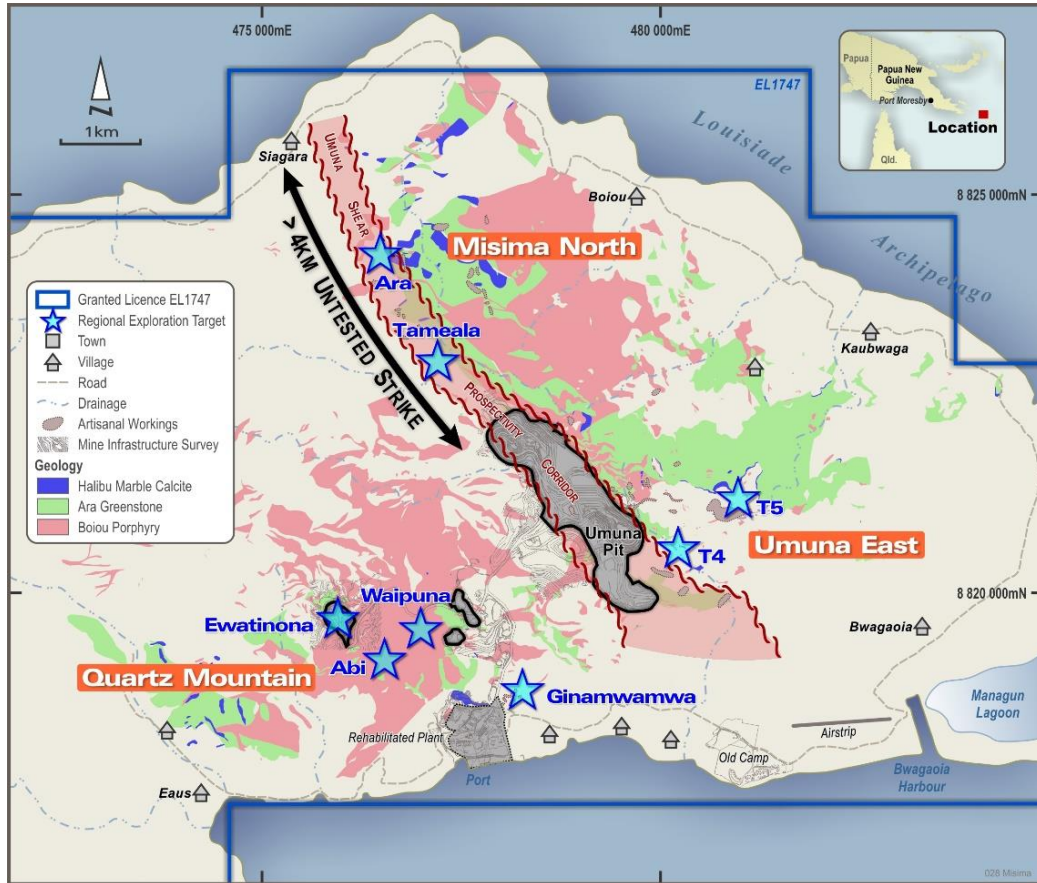 475 000mE
480 000mE
EL1747
Papua
Papua New Guinea
Port Moresby
Location
Qld.
N
1km
Siagara
UMUNA
SHEAR
Louisiade
Archipelago
8 825 000mN
Boiou
Misima North
Ara
> 4KM UNTESTED STRIKE
Tameala
Kaubwaga
PROSPECTIVITY
CORRIDOR
Granted Licence EL1747
Regional Exploration Target
Town
Village
Road
Drainage
Artisanal Workings
Mine Infrastructure Survey
Geology
Halibu Marble Calcite
Ara Greenstone
Boiou Porphyry
T5
Umuna Pit
T4
Umuna East
8 820 000mN
Waipuna
Ewatinona
Bwagaoia
Abi
Quartz Mountain
Ginamwamwa
Managun Lagoon
Rehabilitated Plant
Airstrip
Old Camp
Port
Bwagaoia Harbour
Eaus
028 Misima